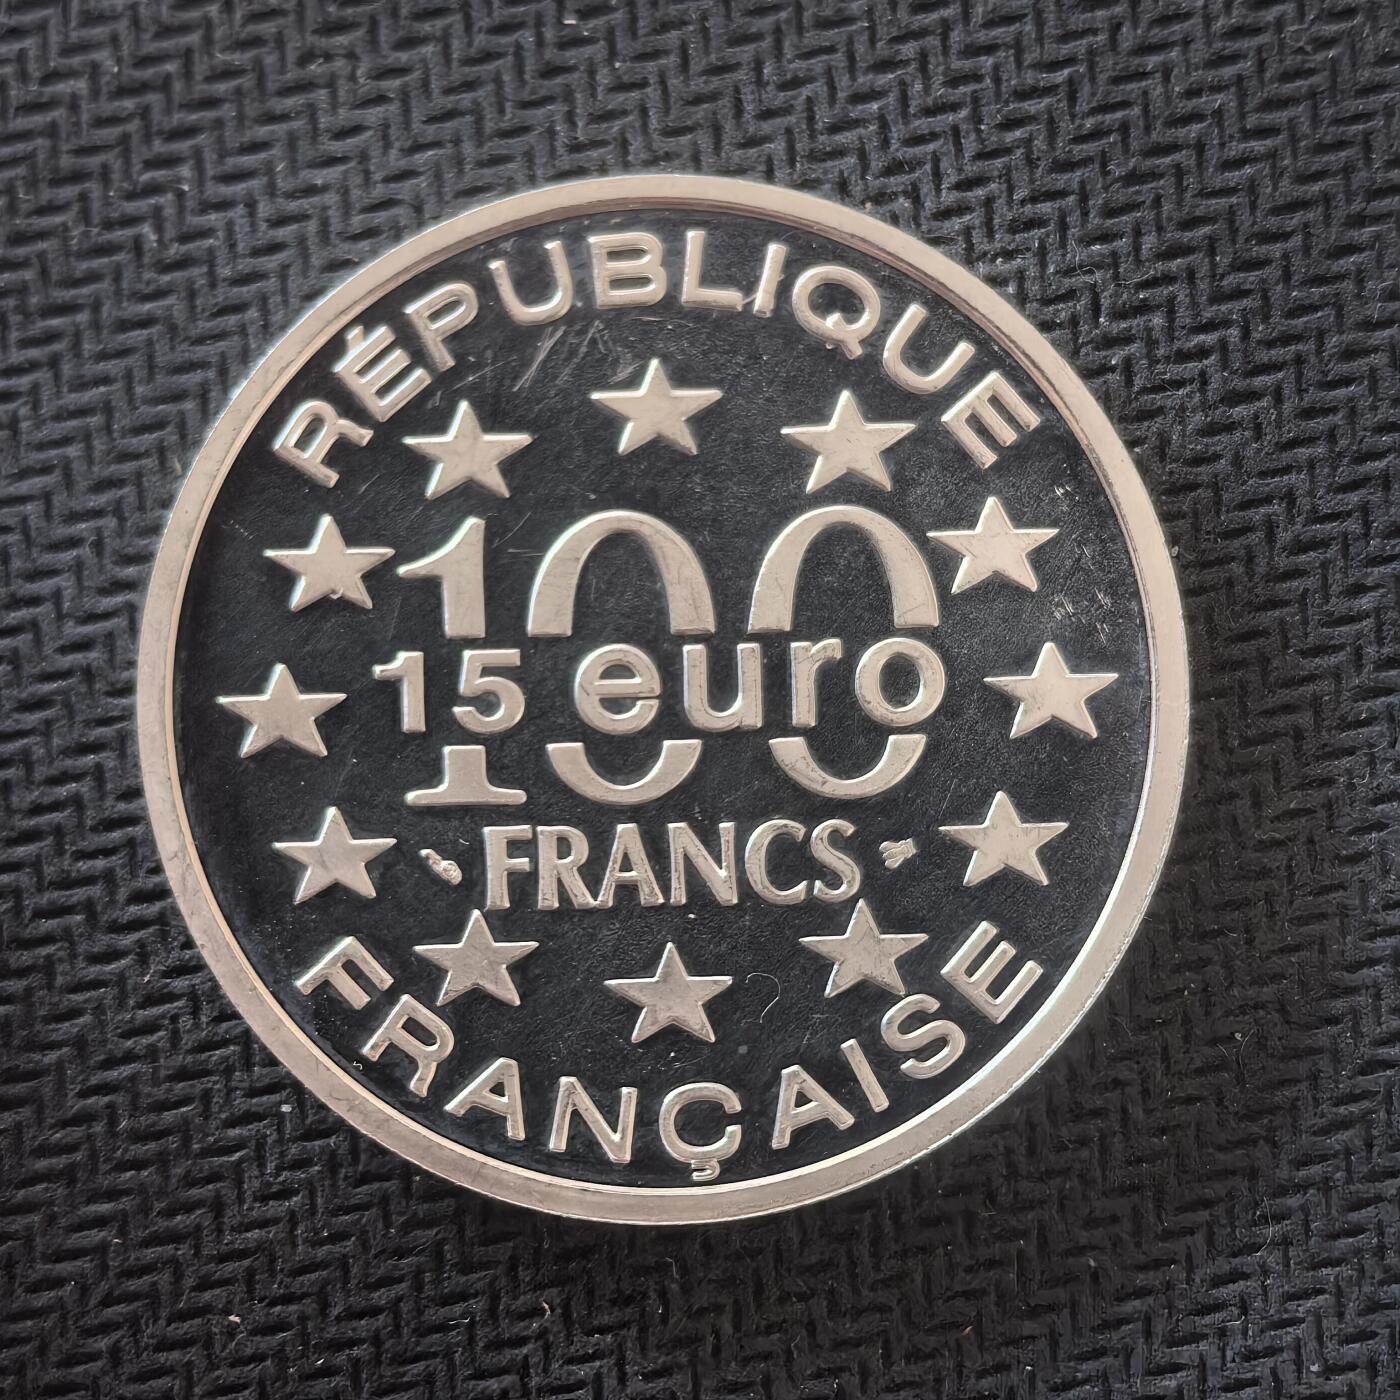 RÉPUBLIQUE
100
15 euro
FRANCS
FRANÇAISE